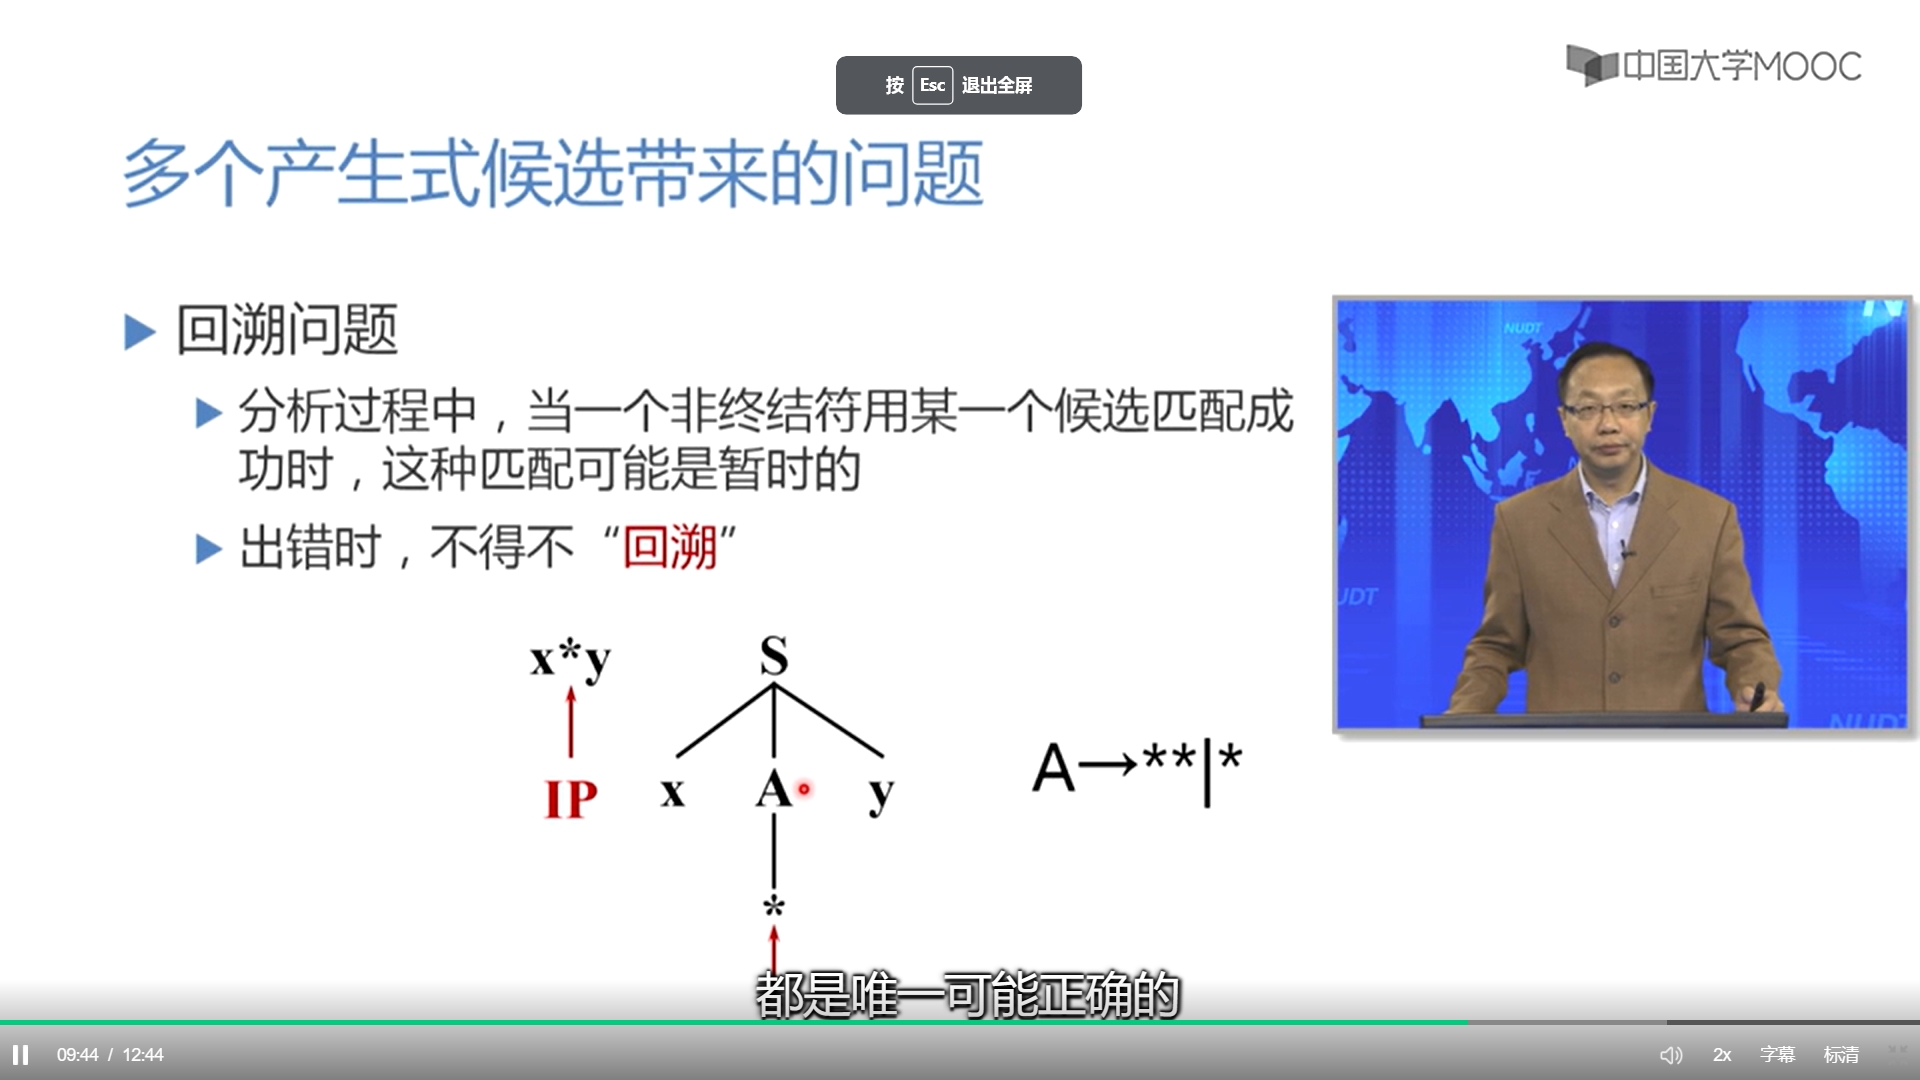 中国大学MOOC
按 Esc 退出全屏
多个产生式候选带来的问题
回溯问题
分析过程中，当一个非终结符用某一个候选匹配成
功时，这种匹配可能是暂时的
出错时，不得不“回溯”
NUDT
UDT
NUDT
x*y
S
IP
x
A
y
A→**|*
*
都是唯一可能正确的
09:44 / 12:44
2x
字幕
标清